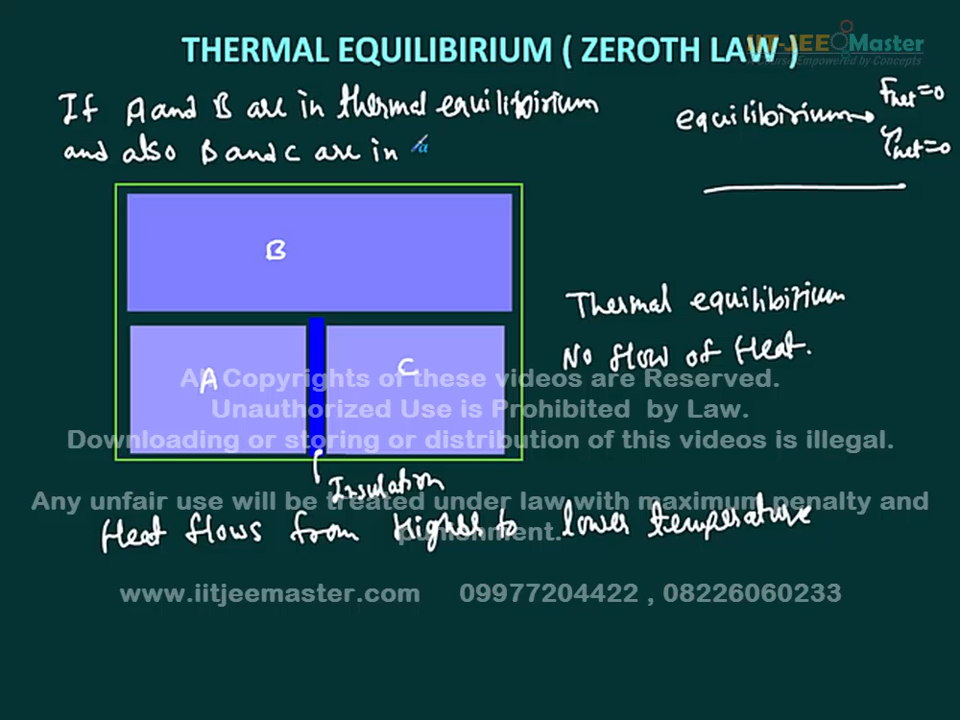 THERMAL EQUILIBIRIUM ( ZEROTH LAW )
IIT-JEE Master
A Course Empowered by Concepts
If A and B are in thermal equilibirium
and also B and C are in
equilibirium→ Fnet=0
τnet=0
B
Thermal equilibirium
No flow of Heat.
A
C
All Copyrights of these videos are Reserved.
Unauthorized Use is Prohibited by Law.
Downloading or storing or distribution of this videos is illegal.
Insulation
Any unfair use will be treated under law with maximum penalty and
punishment.
Heat flows from Higher to lower temperature
www.iitjeemaster.com 09977204422 , 08226060233